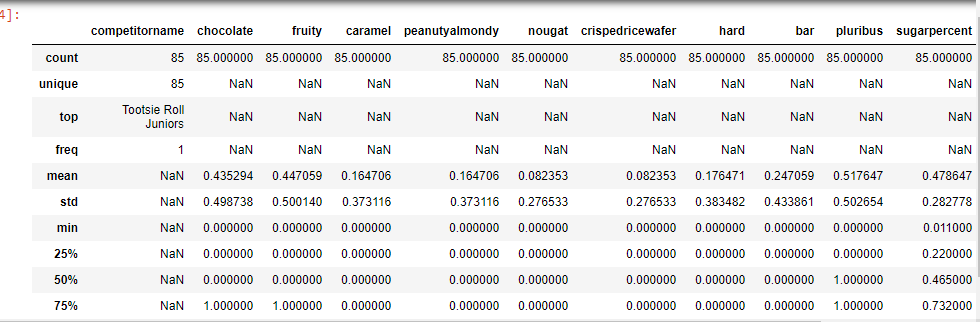 4]:
competitorname chocolate fruity caramel peanutyalmondy nougat crispedricewafer hard bar pluribus sugarpercent
count 85 85.000000 85.000000 85.000000 85.000000 85.000000 85.000000 85.000000 85.000000 85.000000 85.000000
unique 85 NaN NaN NaN NaN NaN NaN NaN NaN NaN NaN
top Tootsie Roll Juniors NaN NaN NaN NaN NaN NaN NaN NaN NaN NaN
freq 1 NaN NaN NaN NaN NaN NaN NaN NaN NaN NaN
mean NaN 0.435294 0.447059 0.164706 0.164706 0.082353 0.082353 0.176471 0.247059 0.517647 0.478647
std NaN 0.498738 0.500140 0.373116 0.373116 0.276533 0.276533 0.383482 0.433861 0.502654 0.282778
min NaN 0.000000 0.000000 0.000000 0.000000 0.000000 0.000000 0.000000 0.000000 0.000000 0.011000
25% NaN 0.000000 0.000000 0.000000 0.000000 0.000000 0.000000 0.000000 0.000000 0.000000 0.220000
50% NaN 0.000000 0.000000 0.000000 0.000000 0.000000 0.000000 0.000000 0.000000 1.000000 0.465000
75% NaN 1.000000 1.000000 0.000000 0.000000 0.000000 0.000000 0.000000 0.000000 1.000000 0.732000